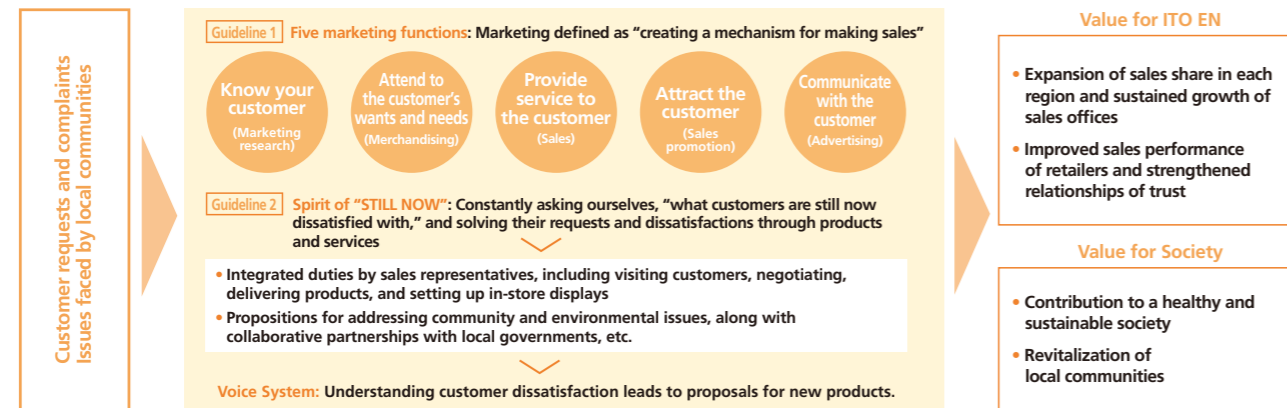 Customer requests and complaints
Issues faced by local communities
Guideline 1 Five marketing functions: Marketing defined as “creating a mechanism for making sales”
Know your
customer
(Marketing
research)
Attend to
the customer’s
wants and needs
(Merchandising)
Provide
service to
the customer
(Sales)
Attract the
customer
(Sales
promotion)
Communicate
with the
customer
(Advertising)
Guideline 2 Spirit of “STILL NOW”: Constantly asking ourselves, “what customers are still now
dissatisfied with,” and solving their requests and dissatisfactions through products
and services
• Integrated duties by sales representatives, including visiting customers, negotiating,
delivering products, and setting up in-store displays
• Propositions for addressing community and environmental issues, along with
collaborative partnerships with local governments, etc.
Voice System: Understanding customer dissatisfaction leads to proposals for new products.
Value for ITO EN
• Expansion of sales share in each
region and sustained growth of
sales offices
• Improved sales performance
of retailers and strengthened
relationships of trust
Value for Society
• Contribution to a healthy and
sustainable society
• Revitalization of
local communities